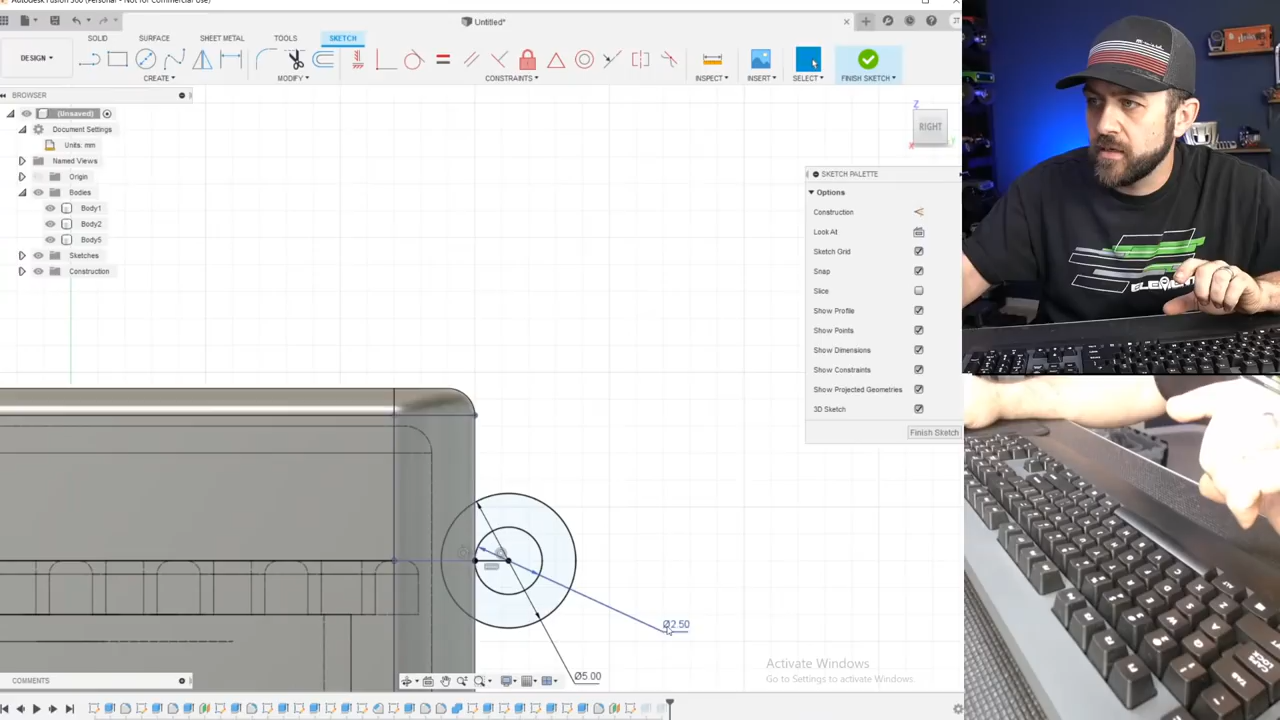 Autodesk Fusion 360 (Personal - Not for Commercial Use)
Untitled*
JT
SOLID SURFACE SHEET METAL TOOLS SKETCH
DESIGN
CREATE MODIFY CONSTRAINTS INSPECT INSERT SELECT FINISH SKETCH
BROWSER
(Unsaved)
Document Settings
Units: mm
Named Views
Origin
Bodies
Body1
Body2
Body5
Sketches
Construction
Z
RIGHT
SKETCH PALETTE
Options
Construction
Look At
Sketch Grid
Snap
Slice
Show Profile
Show Points
Show Dimensions
Show Constraints
Show Projected Geometries
3D Sketch
Finish Sketch
Ø2.50
Ø5.00
Activate Windows
Go to Settings to activate Windows.
COMMENTS